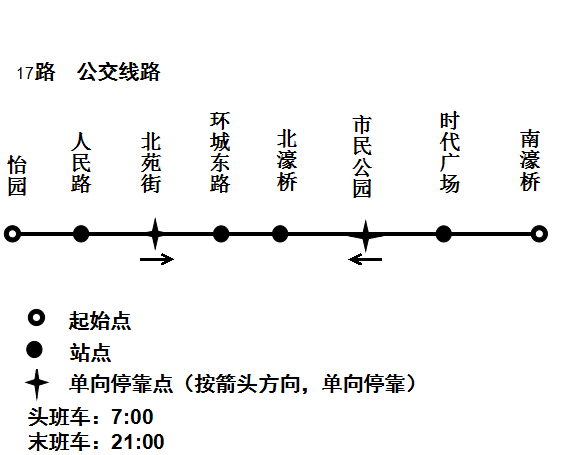 17路 公交线路
怡园
人民路
北苑街
环城东路
北濠桥
市民公园
时代广场
南濠桥
起始点
站点
单向停靠点（按箭头方向，单向停靠）
头班车：7:00
末班车：21:00